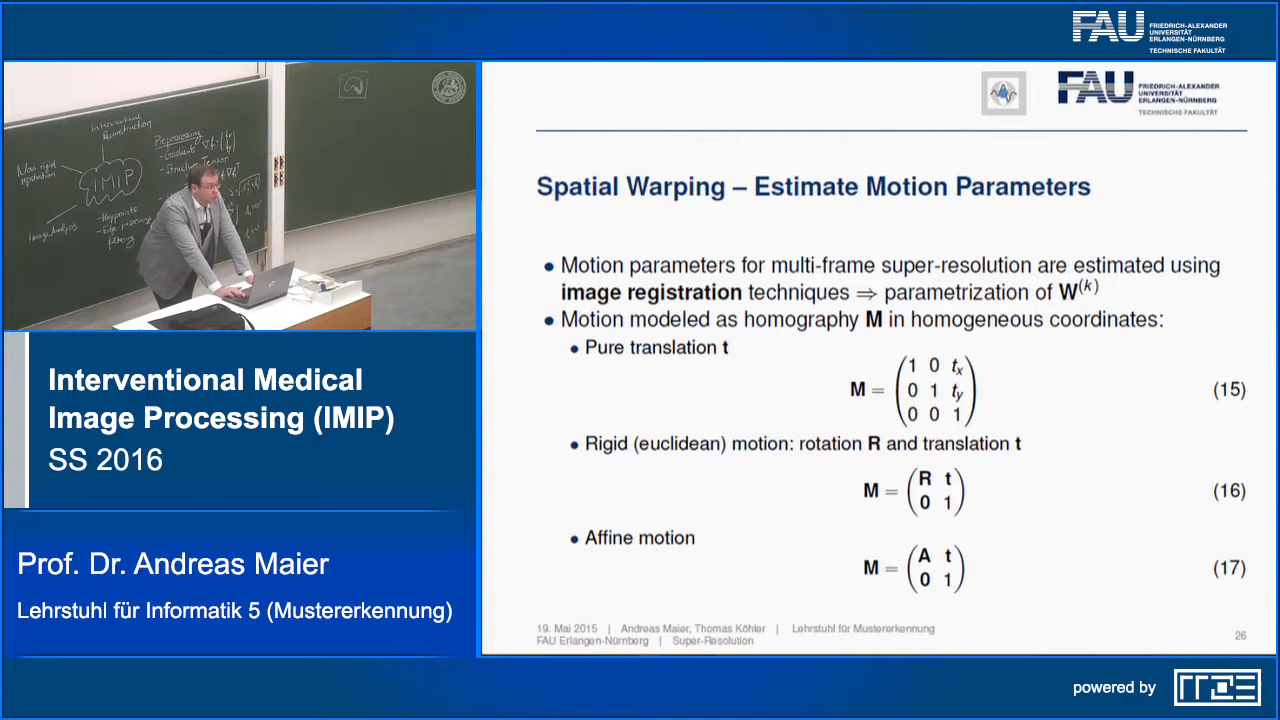 FAU
FRIEDRICH-ALEXANDER
UNIVERSITÄT
ERLANGEN-NÜRNBERG
TECHNISCHE FAKULTÄT
Interventional
Reconstruction
Non-rigid
registration
IMIP
Image Analysis
- Keypoints
- Edge-preserving
filtering
Preprocessing
- Gradients
- Structure Tensor
Interventional Medical
Image Processing (IMIP)
SS 2016
Prof. Dr. Andreas Maier
Lehrstuhl für Informatik 5 (Mustererkennung)
FAU
FRIEDRICH-ALEXANDER
UNIVERSITÄT
ERLANGEN-NÜRNBERG
TECHNISCHE FAKULTÄT
Spatial Warping – Estimate Motion Parameters
• Motion parameters for multi-frame super-resolution are estimated using
image registration techniques ⇒ parametrization of W^(k)
• Motion modeled as homography M in homogeneous coordinates:
• Pure translation t
M = (1 0 t_x
0 1 t_y
0 0 1) (15)
• Rigid (euclidean) motion: rotation R and translation t
M = (R t
0 1) (16)
• Affine motion
M = (A t
0 1) (17)
19. Mai 2015 | Andreas Maier, Thomas Köhler | Lehrstuhl für Mustererkennung
FAU Erlangen-Nürnberg | Super-Resolution
26
powered by